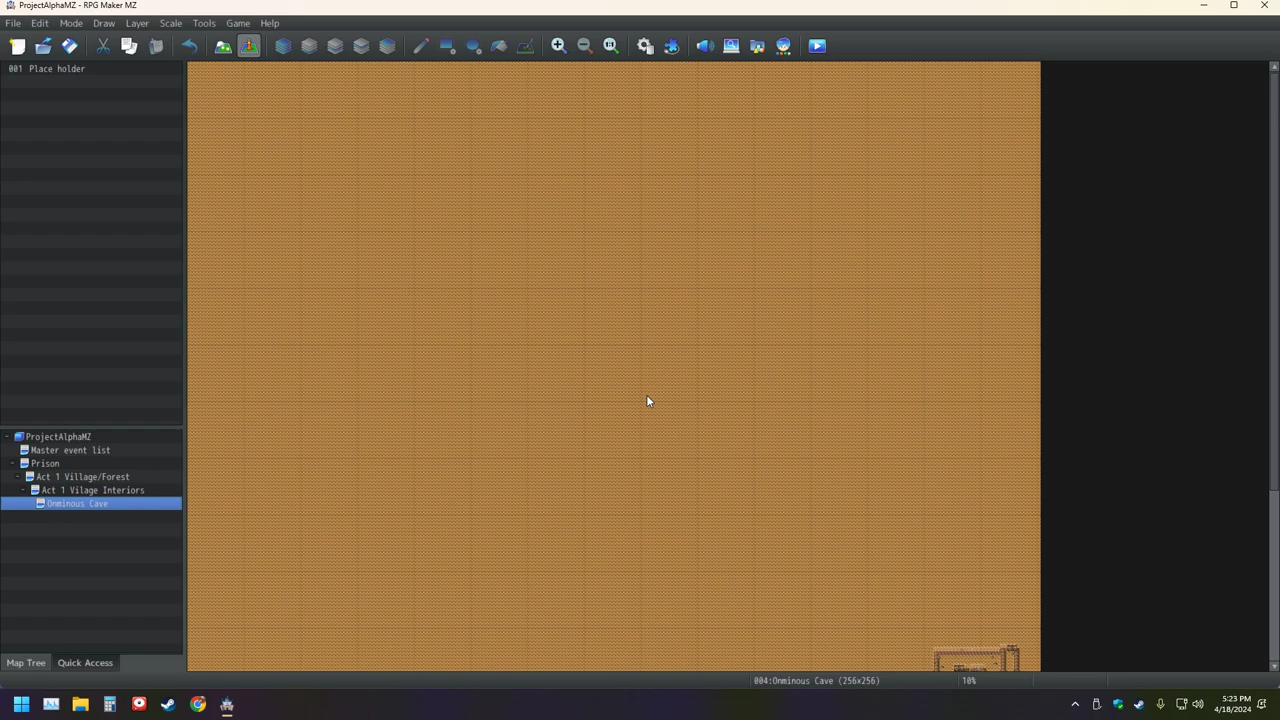 ProjectAlphaMZ - RPG Maker MZ
File Edit Mode Draw Layer Scale Tools Game Help
001 Place holder
ProjectAlphaMZ
Master event list
Prison
Act 1 Village/Forest
Act 1 Vilage Interiors
Onminous Cave
Map Tree Quick Access
004:Onminous Cave (256x256) 10%
5:23 PM
4/18/2024